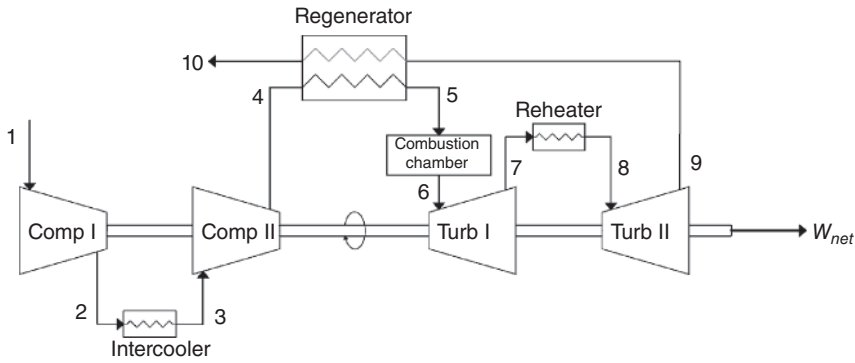 Regenerator
10
4
5
Reheater
1
Combustion
chamber
6
7
8
9
Comp I
Comp II
Turb I
Turb II
Wnet
2
3
Intercooler